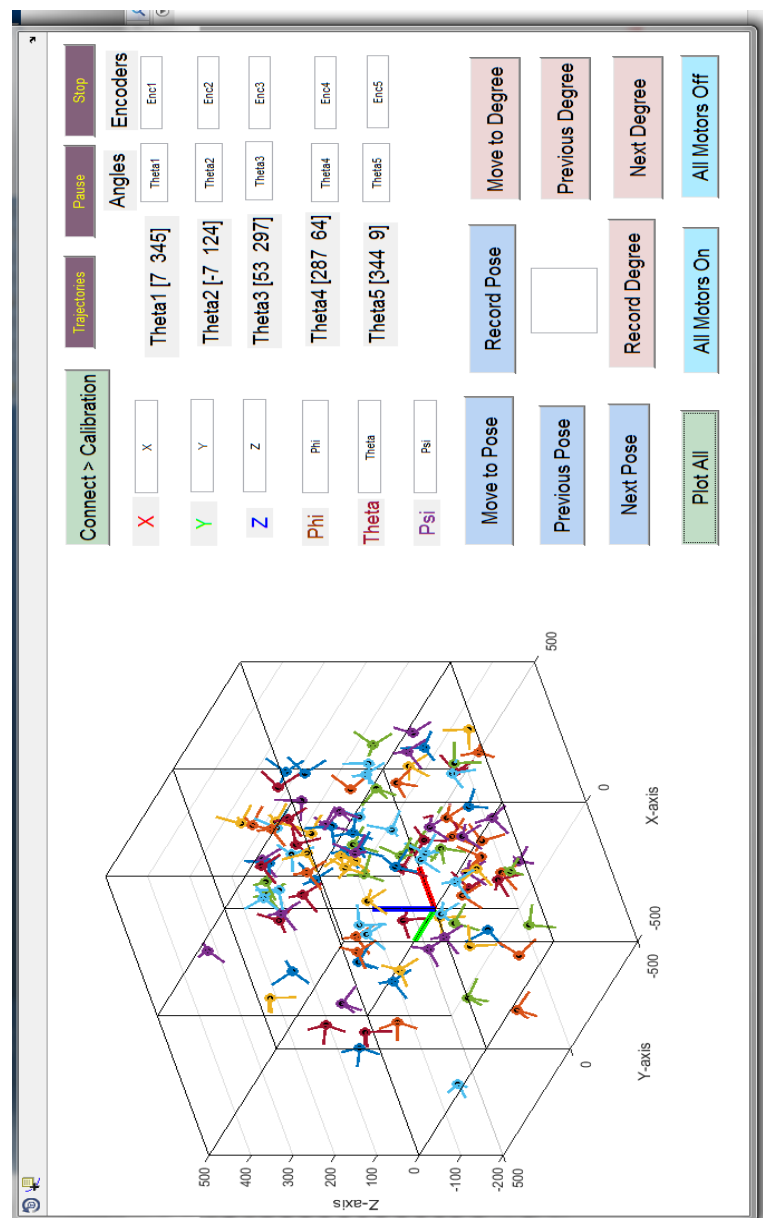 Trajectories Pause Stop
Connect > Calibration
Angles Encoders
X X Theta1 [7 345] Theta1 Enc1
Y Y Theta2 [-7 124] Theta2 Enc2
Z Z Theta3 [53 297] Theta3 Enc3
Phi Phi Theta4 [287 64] Theta4 Enc4
Theta Theta Theta5 [344 9] Theta5 Enc5
Psi Psi
Move to Pose Record Pose Move to Degree
Previous Pose Previous Degree
Next Pose Record Degree Next Degree
Plot All All Motors On All Motors Off
500
400
300
200
100
0
-100
-200
Z-axis
500
0
-500
Y-axis
-500
0
500
X-axis